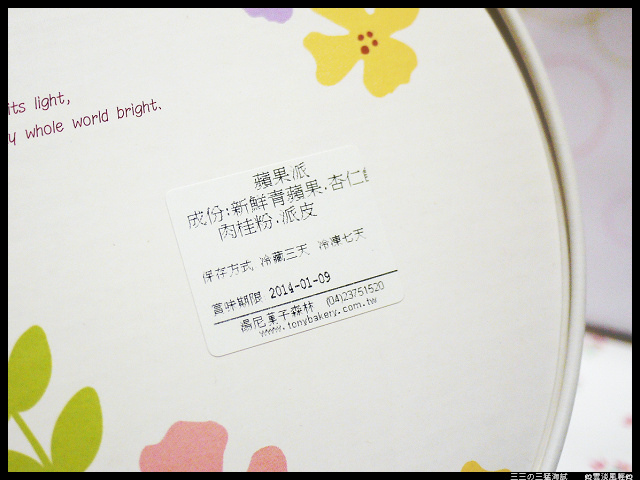 its light,
y whole world bright.
蘋果派
成份:新鮮青蘋果.杏仁
肉桂粉.派皮
保存方式 冷藏三天 冷凍七天
賞味期限 2014-01-09
湯尼菓子森林 (04)23751520
www.tonybakery.com.tw